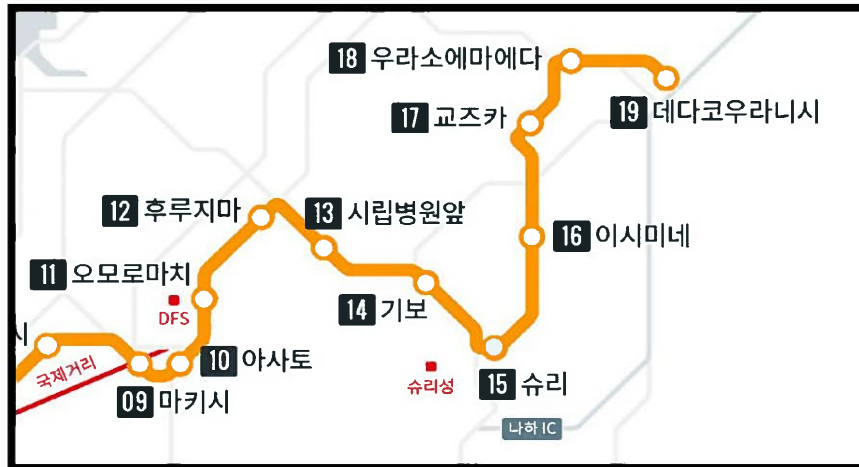 18 우라소에마에다
19 데다코우라니시
17 교즈카
12 후루지마
13 시립병원앞
16 이시미네
11 오모로마치
DFS
14 기보
시
국제거리
10 아사토
슈리성
15 슈리
09 마키시
나하 IC